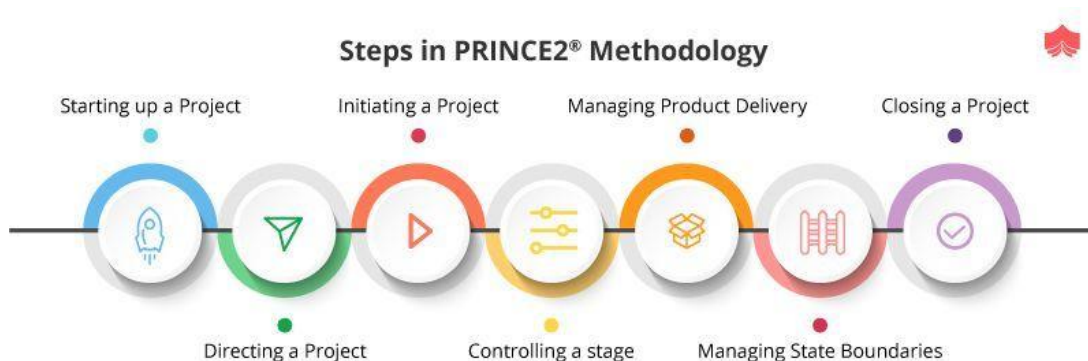 Steps in PRINCE2® Methodology
Starting up a Project
Initiating a Project
Managing Product Delivery
Closing a Project
Directing a Project
Controlling a stage
Managing State Boundaries